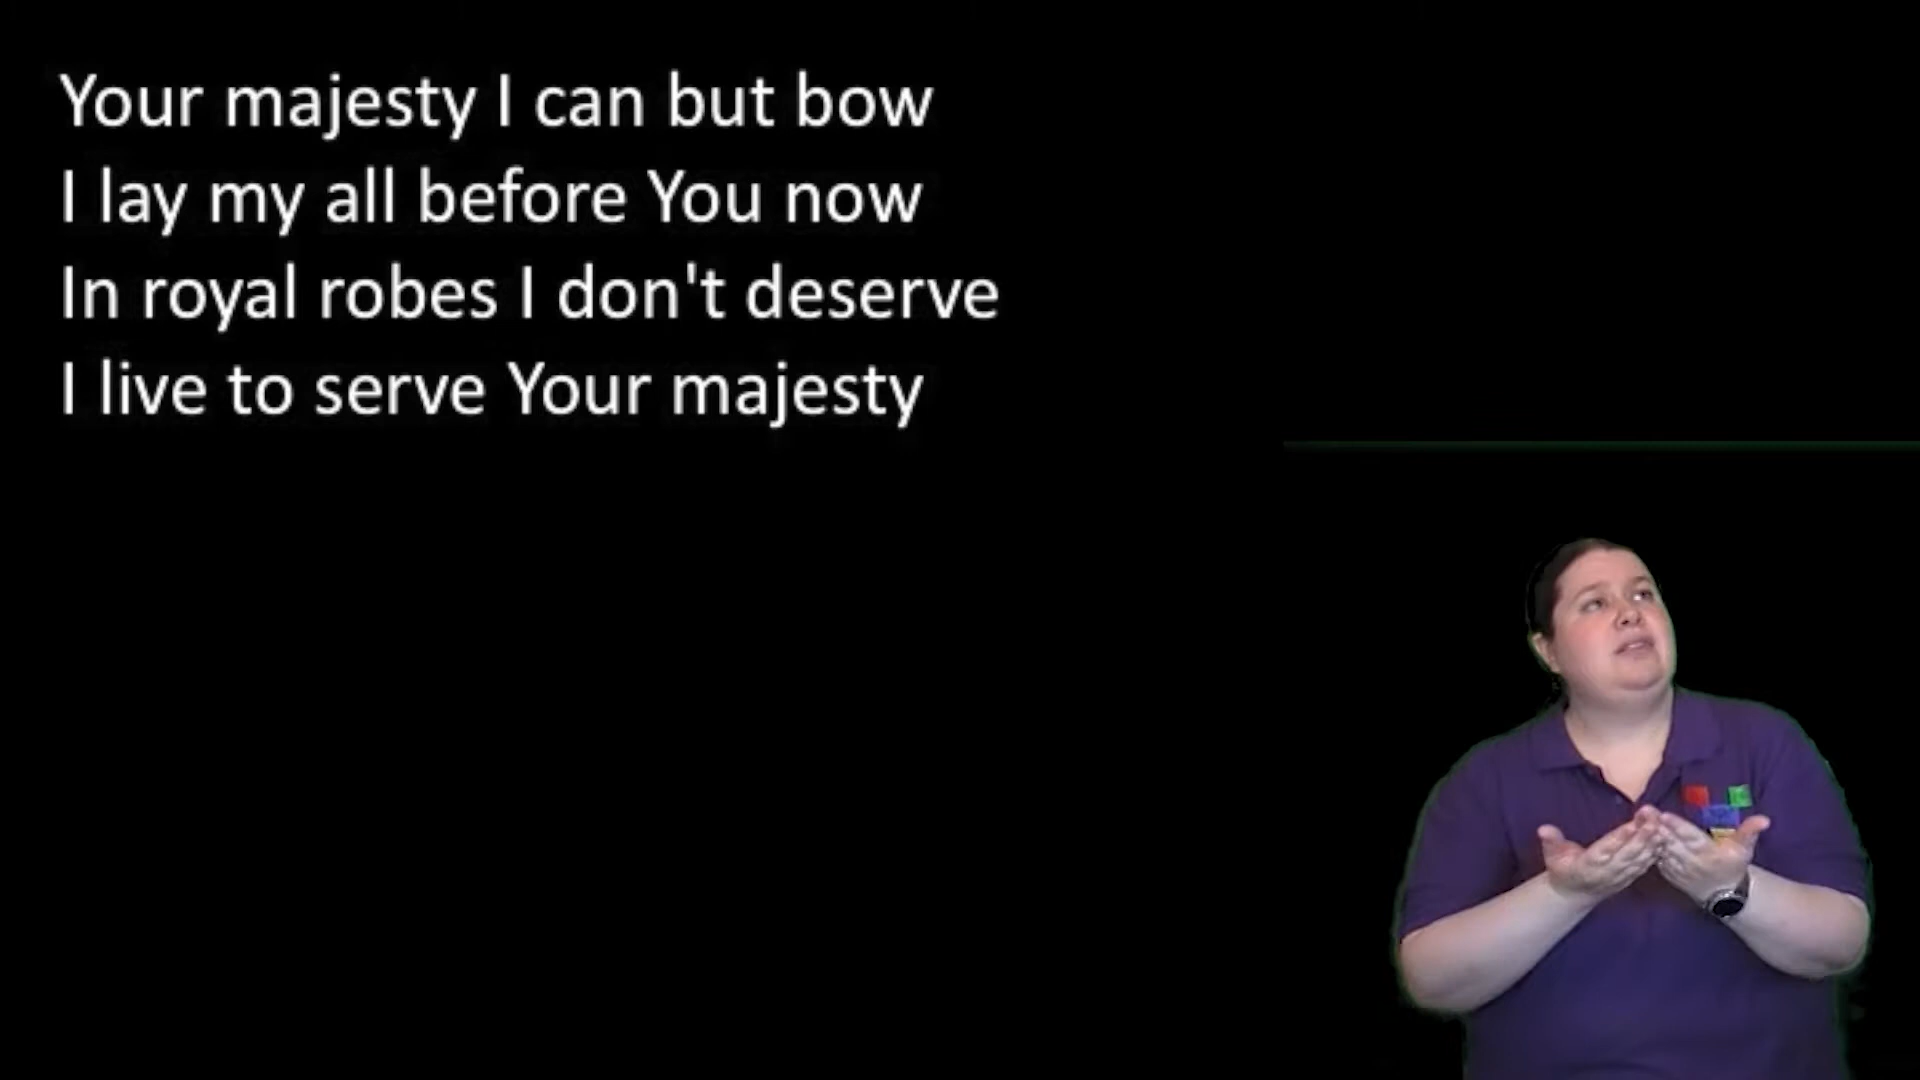 Your majesty I can but bow
I lay my all before You now
In royal robes I don't deserve
I live to serve Your majesty